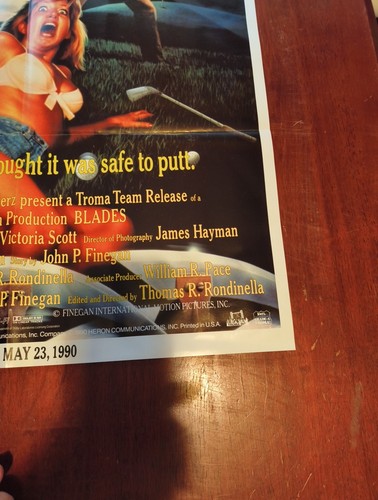 ought it was safe to putt.
erz present a Troma Team Release of a
n Production BLADES
Victoria Scott Director of Photography James Hayman
by John P. Finegan
R. Rondinella Associate Producer William R. Pace
P. Finegan Edited and Directed by Thomas R. Rondinella
© FINEGAN INTERNATIONAL MOTION PICTURES, INC.
undations, Inc. HERON COMMUNICATIONS, INC. Printed in U.S.A.
MAY 23, 1990